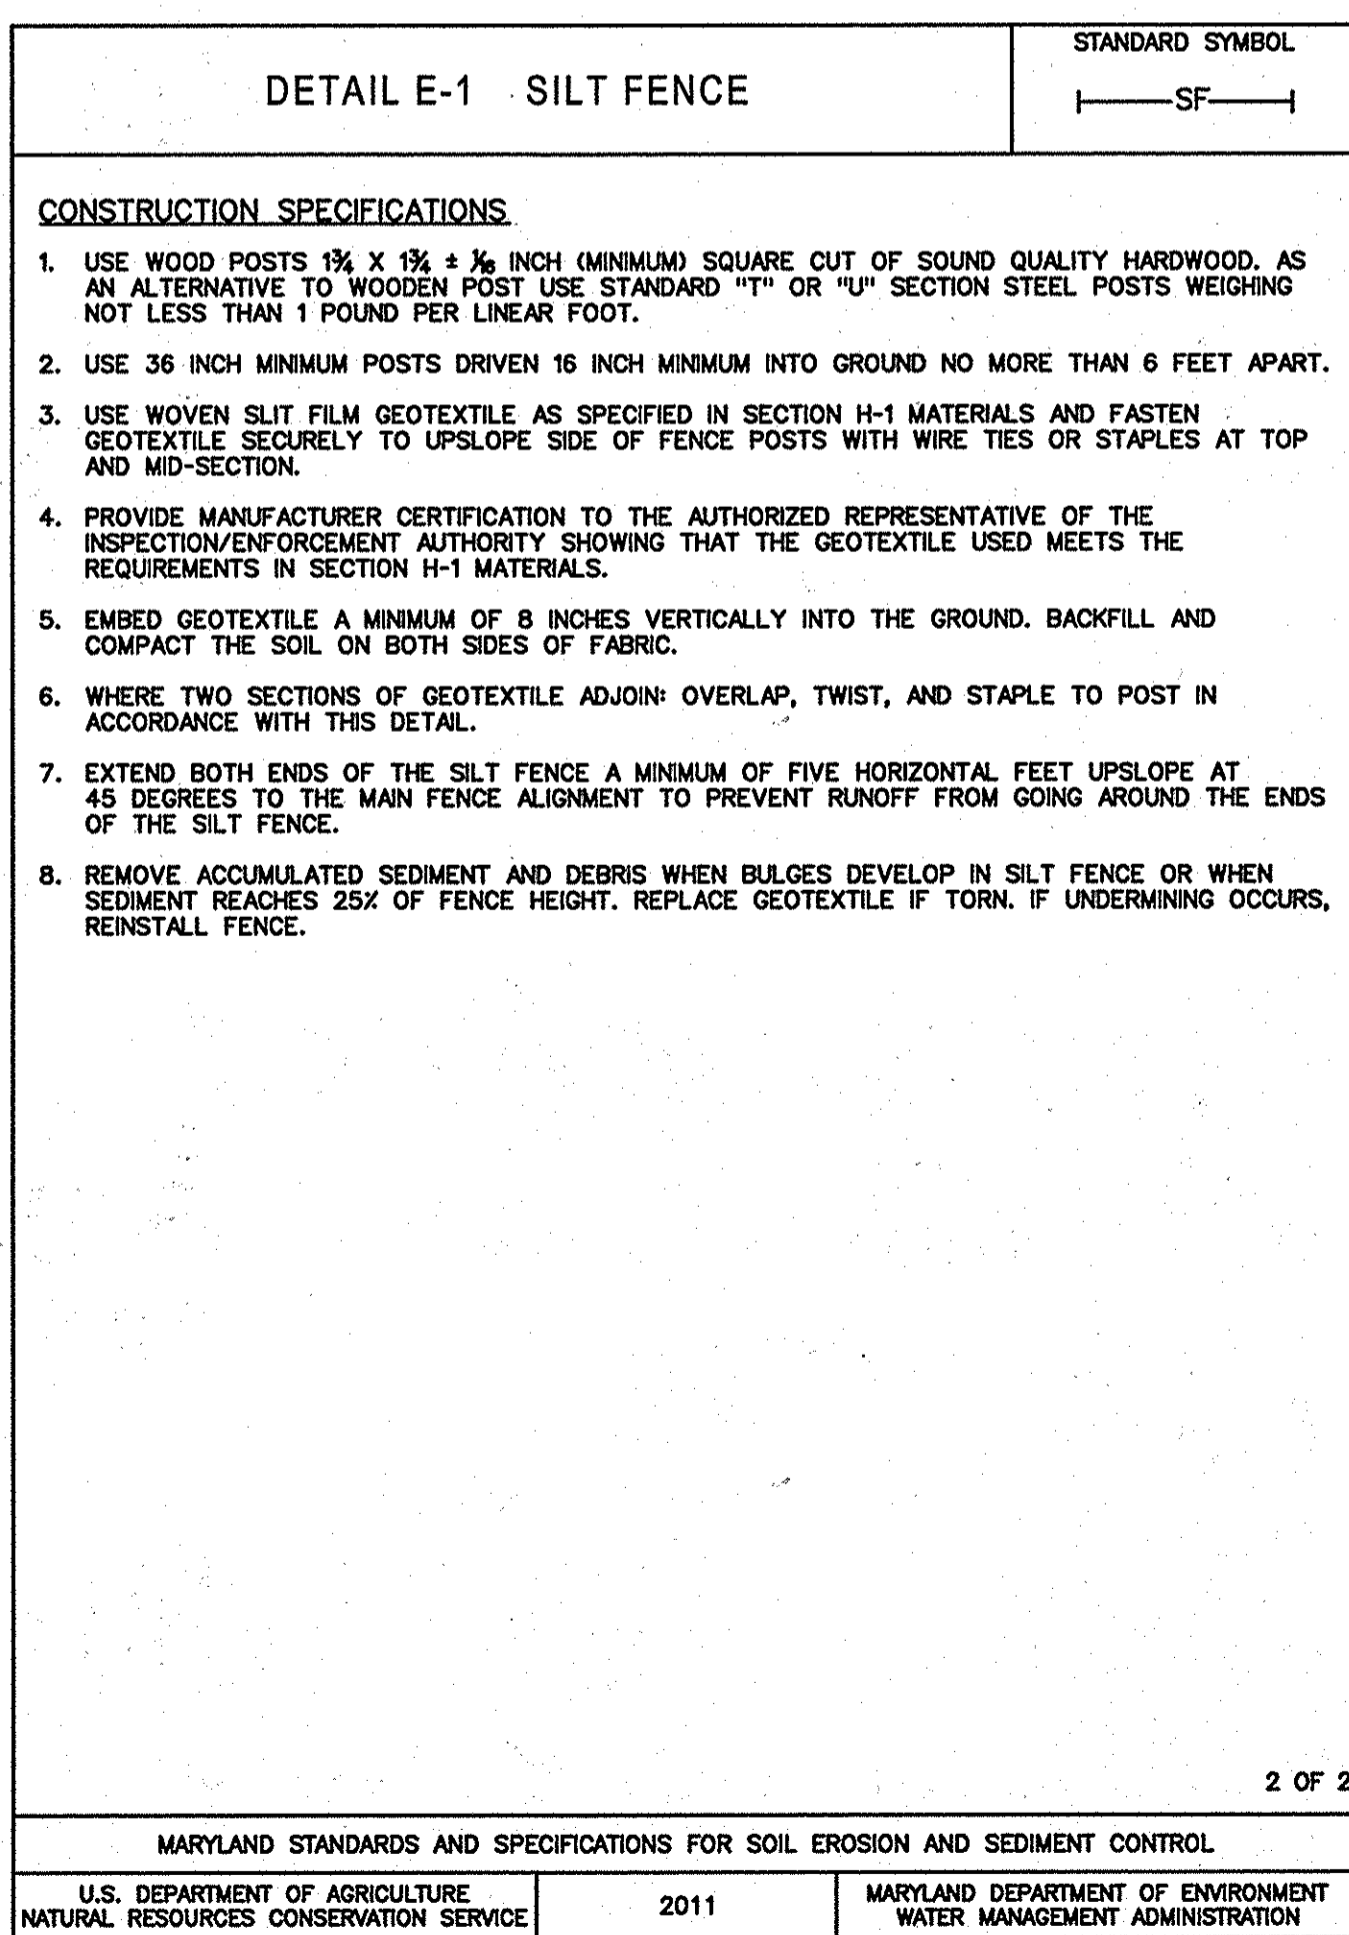 DETAIL E-1 SILT FENCE
STANDARD SYMBOL
SF
CONSTRUCTION SPECIFICATIONS
1. USE WOOD POSTS 1¾ X 1¾ ± 1⁄16 INCH (MINIMUM) SQUARE CUT OF SOUND QUALITY HARDWOOD. AS
AN ALTERNATIVE TO WOODEN POST USE STANDARD "T" OR "U" SECTION STEEL POSTS WEIGHING
NOT LESS THAN 1 POUND PER LINEAR FOOT.
2. USE 36 INCH MINIMUM POSTS DRIVEN 16 INCH MINIMUM INTO GROUND NO MORE THAN 6 FEET APART.
3. USE WOVEN SLIT FILM GEOTEXTILE AS SPECIFIED IN SECTION H-1 MATERIALS AND FASTEN
GEOTEXTILE SECURELY TO UPSLOPE SIDE OF FENCE POSTS WITH WIRE TIES OR STAPLES AT TOP
AND MID-SECTION.
4. PROVIDE MANUFACTURER CERTIFICATION TO THE AUTHORIZED REPRESENTATIVE OF THE
INSPECTION/ENFORCEMENT AUTHORITY SHOWING THAT THE GEOTEXTILE USED MEETS THE
REQUIREMENTS IN SECTION H-1 MATERIALS.
5. EMBED GEOTEXTILE A MINIMUM OF 8 INCHES VERTICALLY INTO THE GROUND. BACKFILL AND
COMPACT THE SOIL ON BOTH SIDES OF FABRIC.
6. WHERE TWO SECTIONS OF GEOTEXTILE ADJOIN: OVERLAP, TWIST, AND STAPLE TO POST IN
ACCORDANCE WITH THIS DETAIL.
7. EXTEND BOTH ENDS OF THE SILT FENCE A MINIMUM OF FIVE HORIZONTAL FEET UPSLOPE AT
45 DEGREES TO THE MAIN FENCE ALIGNMENT TO PREVENT RUNOFF FROM GOING AROUND THE ENDS
OF THE SILT FENCE.
8. REMOVE ACCUMULATED SEDIMENT AND DEBRIS WHEN BULGES DEVELOP IN SILT FENCE OR WHEN
SEDIMENT REACHES 25% OF FENCE HEIGHT. REPLACE GEOTEXTILE IF TORN. IF UNDERMINING OCCURS,
REINSTALL FENCE.
2 OF 2
MARYLAND STANDARDS AND SPECIFICATIONS FOR SOIL EROSION AND SEDIMENT CONTROL
U.S. DEPARTMENT OF AGRICULTURE
NATURAL RESOURCES CONSERVATION SERVICE
2011
MARYLAND DEPARTMENT OF ENVIRONMENT
WATER MANAGEMENT ADMINISTRATION